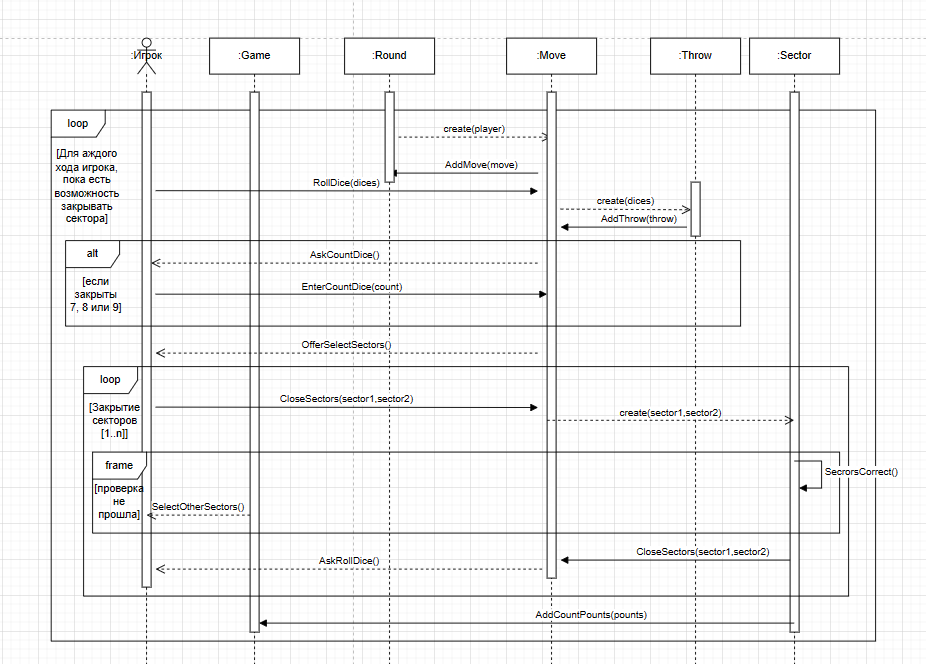 :Игрок
:Game
:Round
:Move
:Throw
:Sector
loop
[Для аждого
хода игрока,
пока есть
возможность
закрывать
сектора]
create(player)
AddMove(move)
RollDice(dices)
create(dices)
AddThrow(throw)
alt
[если
закрыты
7, 8 или 9]
AskCountDice()
EnterCountDice(count)
OfferSelectSectors()
loop
[Закрытие
секторов
[1..n]]
CloseSectors(sector1,sector2)
create(sector1,sector2)
frame
[проверка
не
прошла]
SecrorsCorrect()
SelectOtherSectors()
CloseSectors(sector1,sector2)
AskRollDice()
AddCountPounts(pounts)